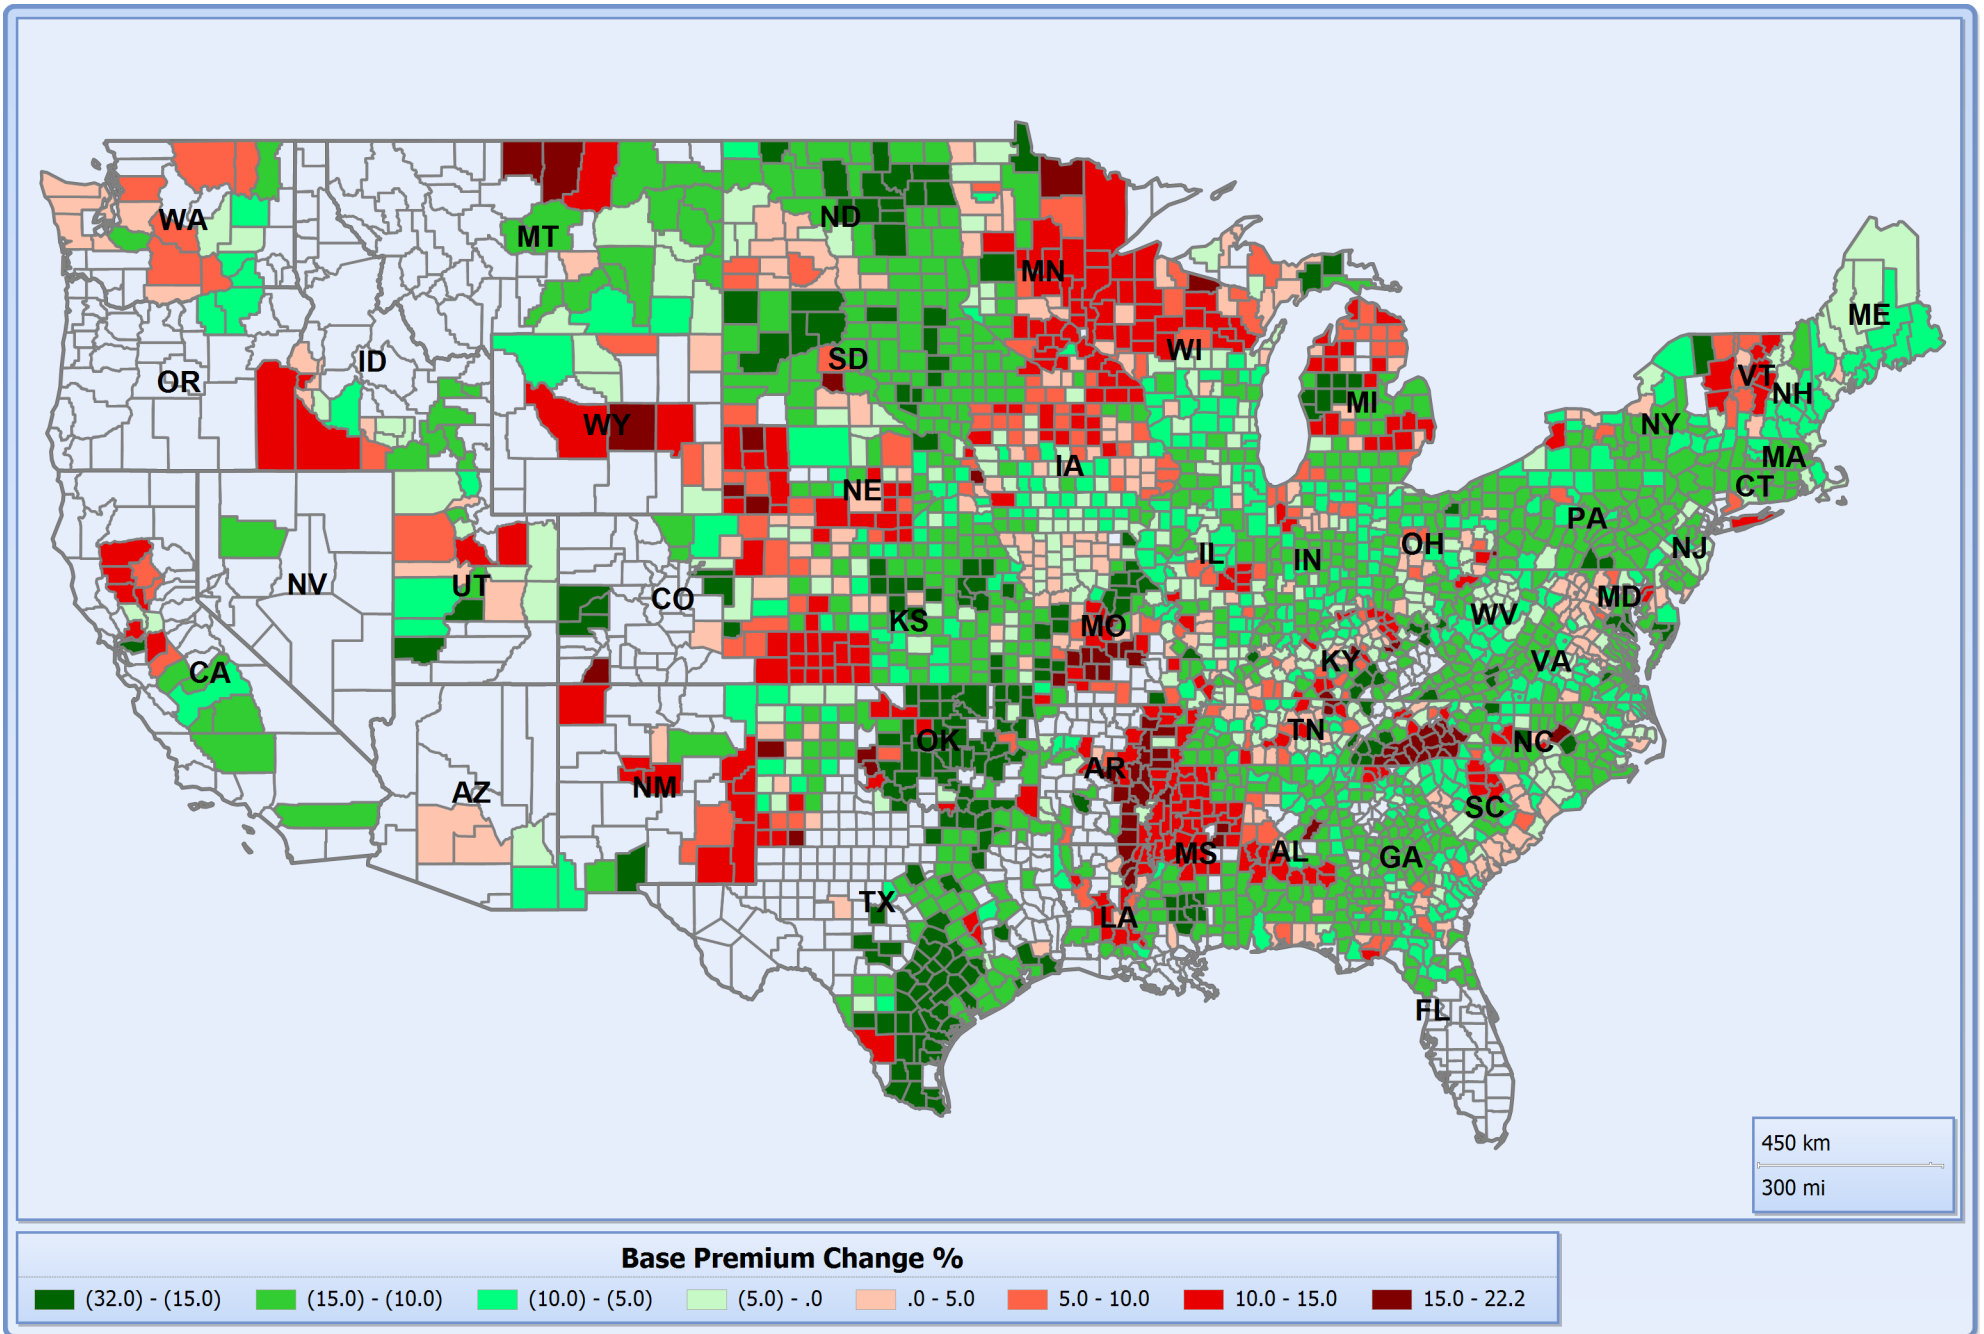 WA
MT
ND
MN
ME
OR
ID
SD
WI
MI
VT
NH
NY
WY
MA
CT
IA
NE
PA
NJ
OH
IL
IN
NV
UT
CO
KS
MO
WV
MD
CA
KY
VA
TN
NC
OK
AR
AZ
NM
SC
MS
AL
GA
TX
LA
FL
450 km
300 mi
Base Premium Change %
(32.0) - (15.0) (15.0) - (10.0) (10.0) - (5.0) (5.0) - .0 .0 - 5.0 5.0 - 10.0 10.0 - 15.0 15.0 - 22.2